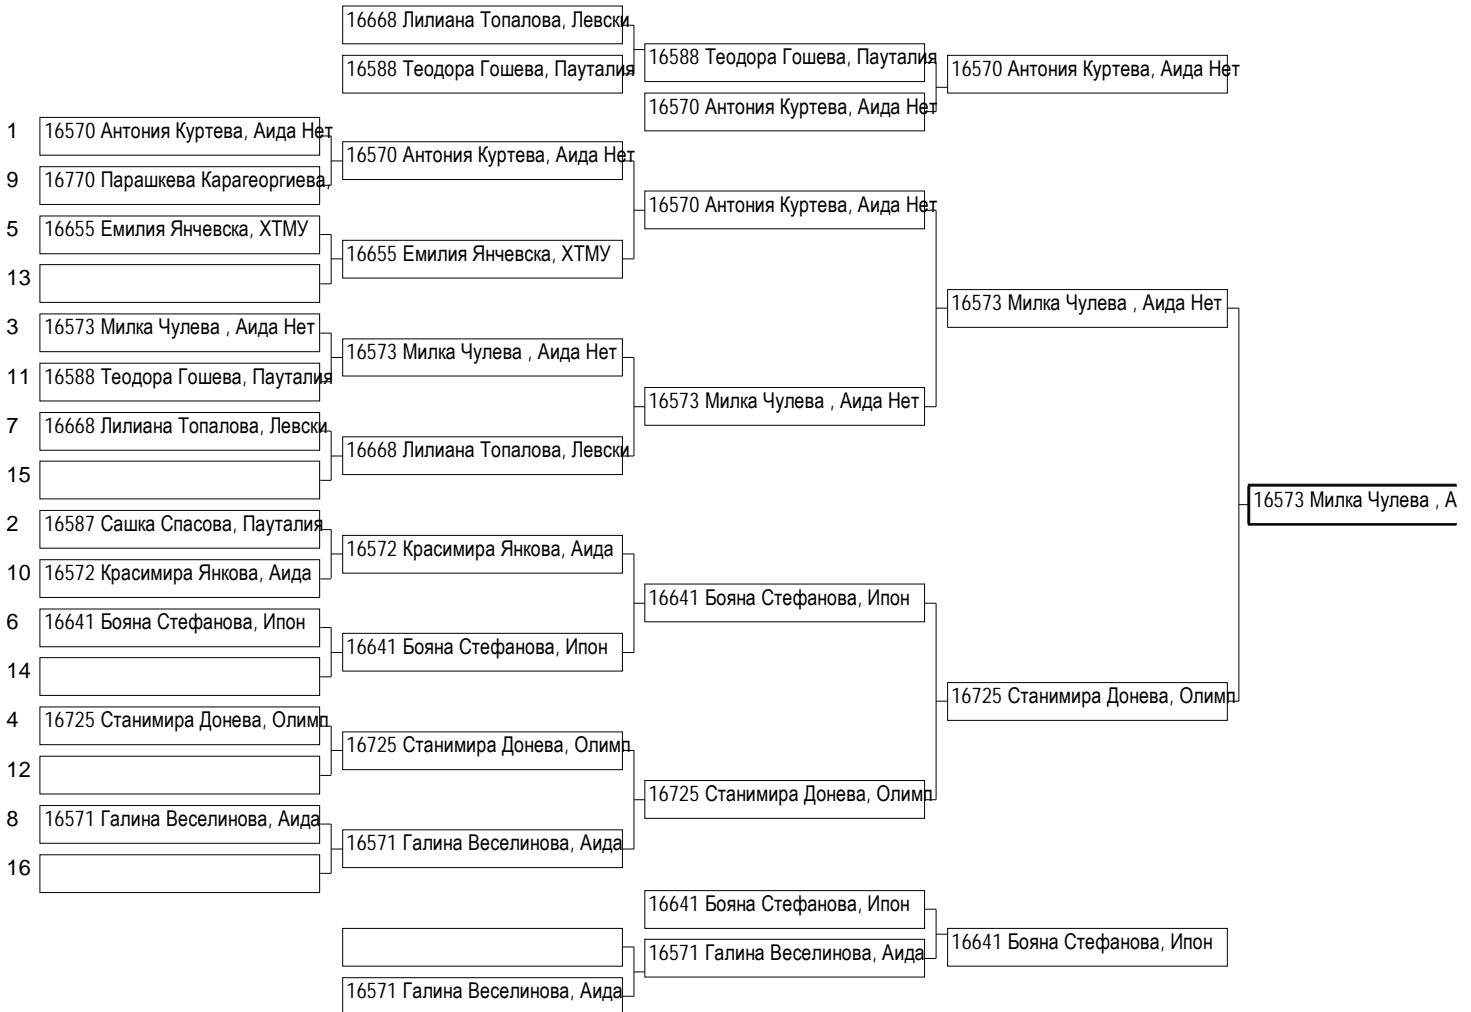 16668 Лилиана Топалова, Левски
16588 Теодора Гошева, Пауталия
16588 Теодора Гошева, Пауталия
16570 Антония Куртева, Аида Нет
16570 Антония Куртева, Аида Нет
1 16570 Антония Куртева, Аида Нет
16570 Антония Куртева, Аида Нет
9 16770 Парашкева Карагеоргиева,
16570 Антония Куртева, Аида Нет
5 16655 Емилия Янчевска, ХТМУ
16655 Емилия Янчевска, ХТМУ
13
16573 Милка Чулева , Аида Нет
3 16573 Милка Чулева , Аида Нет
16573 Милка Чулева , Аида Нет
11 16588 Теодора Гошева, Пауталия
16573 Милка Чулева , Аида Нет
7 16668 Лилиана Топалова, Левски
16668 Лилиана Топалова, Левски
15
16573 Милка Чулева , А
2 16587 Сашка Спасова, Пауталия
16572 Красимира Янкова, Аида
10 16572 Красимира Янкова, Аида
16641 Бояна Стефанова, Ипон
6 16641 Бояна Стефанова, Ипон
16641 Бояна Стефанова, Ипон
14
16725 Станимира Донева, Олимп
4 16725 Станимира Донева, Олимп
16725 Станимира Донева, Олимп
12
16725 Станимира Донева, Олимп
8 16571 Галина Веселинова, Аида
16571 Галина Веселинова, Аида
16
16641 Бояна Стефанова, Ипон
16641 Бояна Стефанова, Ипон
16571 Галина Веселинова, Аида
16571 Галина Веселинова, Аида